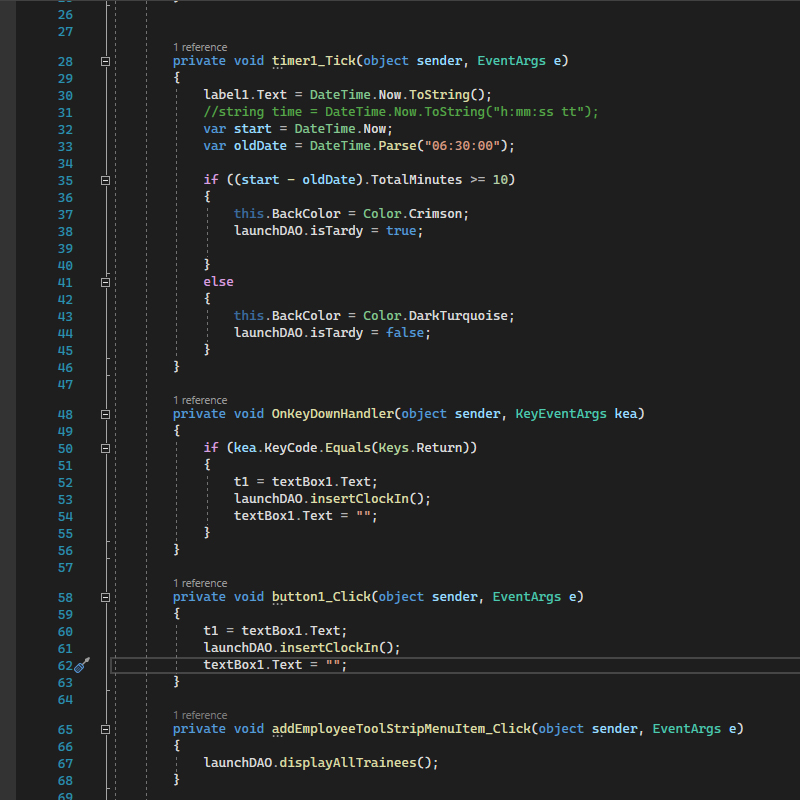 26
27
1 reference
28 private void timer1_Tick(object sender, EventArgs e)
29 {
30 label1.Text = DateTime.Now.ToString();
31 //string time = DateTime.Now.ToString("h:mm:ss tt");
32 var start = DateTime.Now;
33 var oldDate = DateTime.Parse("06:30:00");
34
35 if ((start - oldDate).TotalMinutes >= 10)
36 {
37 this.BackColor = Color.Crimson;
38 launchDAO.isTardy = true;
39
40 }
41 else
42 {
43 this.BackColor = Color.DarkTurquoise;
44 launchDAO.isTardy = false;
45 }
46 }
47
1 reference
48 private void OnKeyDownHandler(object sender, KeyEventArgs kea)
49 {
50 if (kea.KeyCode.Equals(Keys.Return))
51 {
52 t1 = textBox1.Text;
53 launchDAO.insertClockIn();
54 textBox1.Text = "";
55 }
56 }
57
1 reference
58 private void button1_Click(object sender, EventArgs e)
59 {
60 t1 = textBox1.Text;
61 launchDAO.insertClockIn();
62 textBox1.Text = "";
63 }
64
1 reference
65 private void addEmployeeToolStripMenuItem_Click(object sender, EventArgs e)
66 {
67 launchDAO.displayAllTrainees();
68 }
69